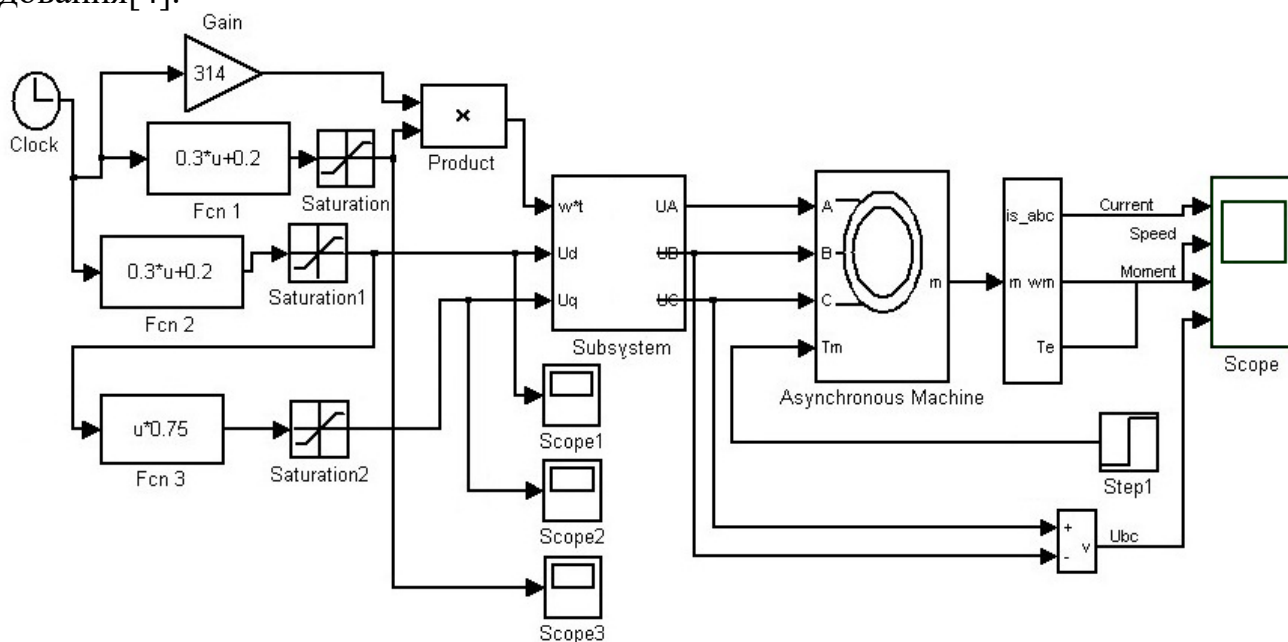 дования[4].
Gain
314
Clock
0.3*u+0.2
Fcn 1
Saturation
×
Product
0.3*u+0.2
Fcn 2
Saturation1
u*0.75
Fcn 3
Saturation2
w*t
Ud
Uq
UA
UB
UC
Subsystem
A
B
C
Tm
m
Asynchronous Machine
m
is_abc
wm
Te
Current
Speed
Moment
Scope
Scope1
Scope2
Scope3
Step1
+
-
v
Ubc